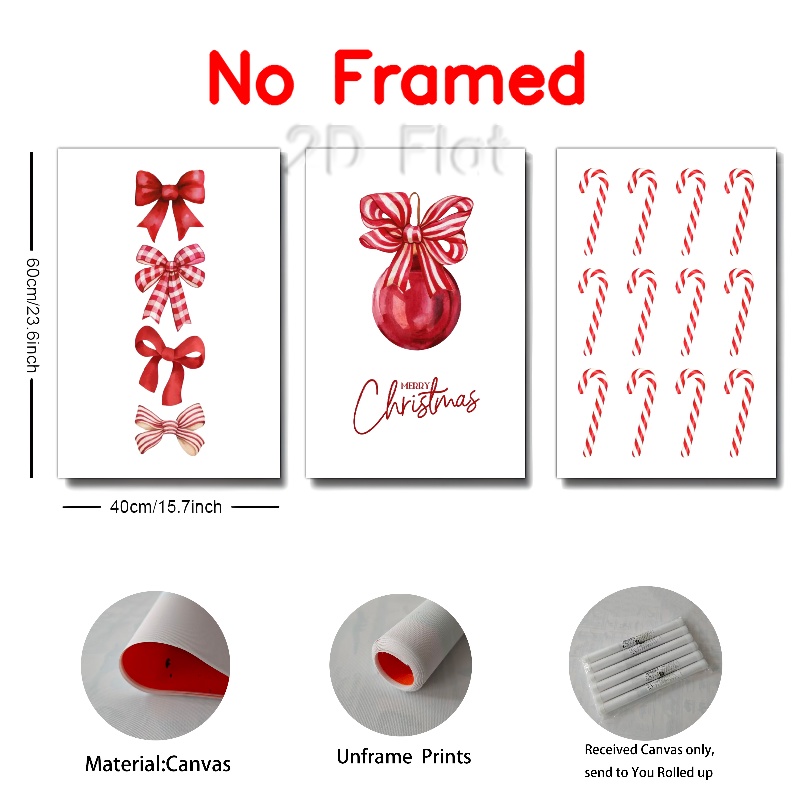 No Framed
2D Flat
60cm/23.6inch
MERRY
Christmas
40cm/15.7inch
Material:Canvas
Unframe Prints
Received Canvas only,
send to You Rolled up